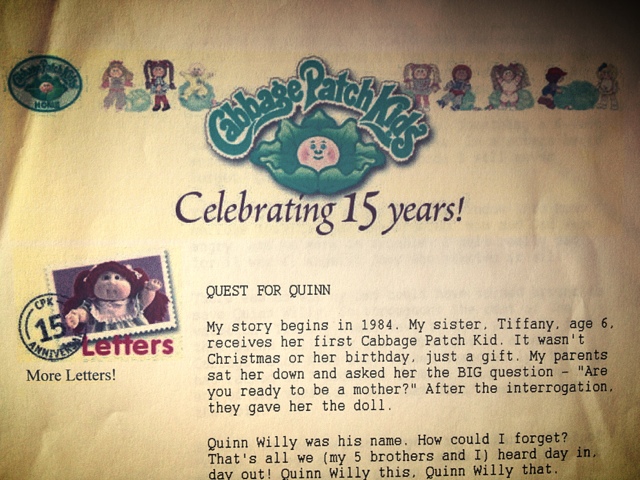 Cabbage Patch Kids
HOME
Cabbage Patch Kids
Celebrating 15 years!
CPK
15
ANNIVERS
Letters
More Letters!
QUEST FOR QUINN
My story begins in 1984. My sister, Tiffany, age 6,
receives her first Cabbage Patch Kid. It wasn't
Christmas or her birthday, just a gift. My parents
sat her down and asked her the BIG question - "Are
you ready to be a mother?" After the interrogation,
they gave her the doll.
Quinn Willy was his name. How could I forget?
That's all we (my 5 brothers and I) heard day in,
day out! Quinn Willy this, Quinn Willy that.